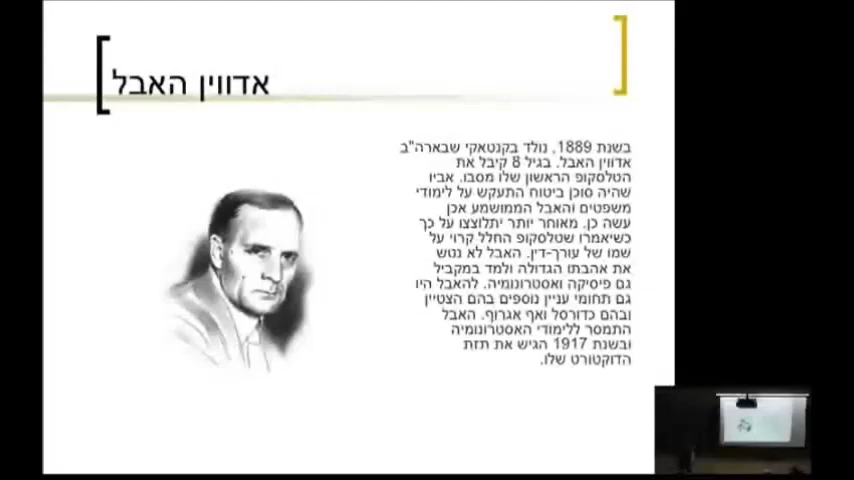 אדווין האבל
בשנת 1889, נולד בקנטאקי שבארה"ב
אדווין האבל. בגיל 8 קיבל את
הטלסקופ הראשון שלו מסבו. אביו
שהיה סוכן ביטוח התעקש על לימודי
משפטים והאבל הממושמע אכן
עשה כן. מאוחר יותר יתלוצצו על כך
כשיאמרו שטלסקופ החלל קרוי על
שמו של עורך-דין. האבל לא נטש
את אהבתו הגדולה ולמד במקביל
גם פיסיקה ואסטרונומיה. להאבל היו
גם תחומי עניין נוספים בהם הצטיין
ובהם כדורסל ואף אגרוף. האבל
התמסר ללימודי האסטרונומיה
ובשנת 1917 הגיש את תזת
הדוקטורט שלו.